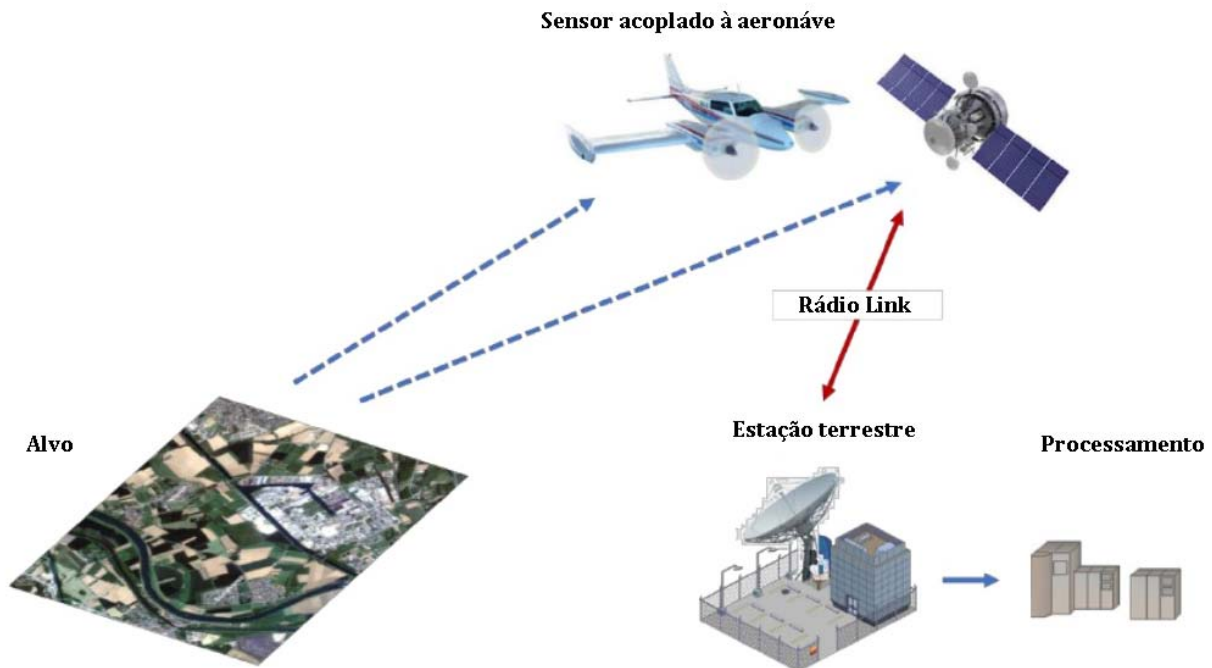 Sensor acoplado à aeronáve
Rádio Link
Alvo
Estação terrestre
Processamento